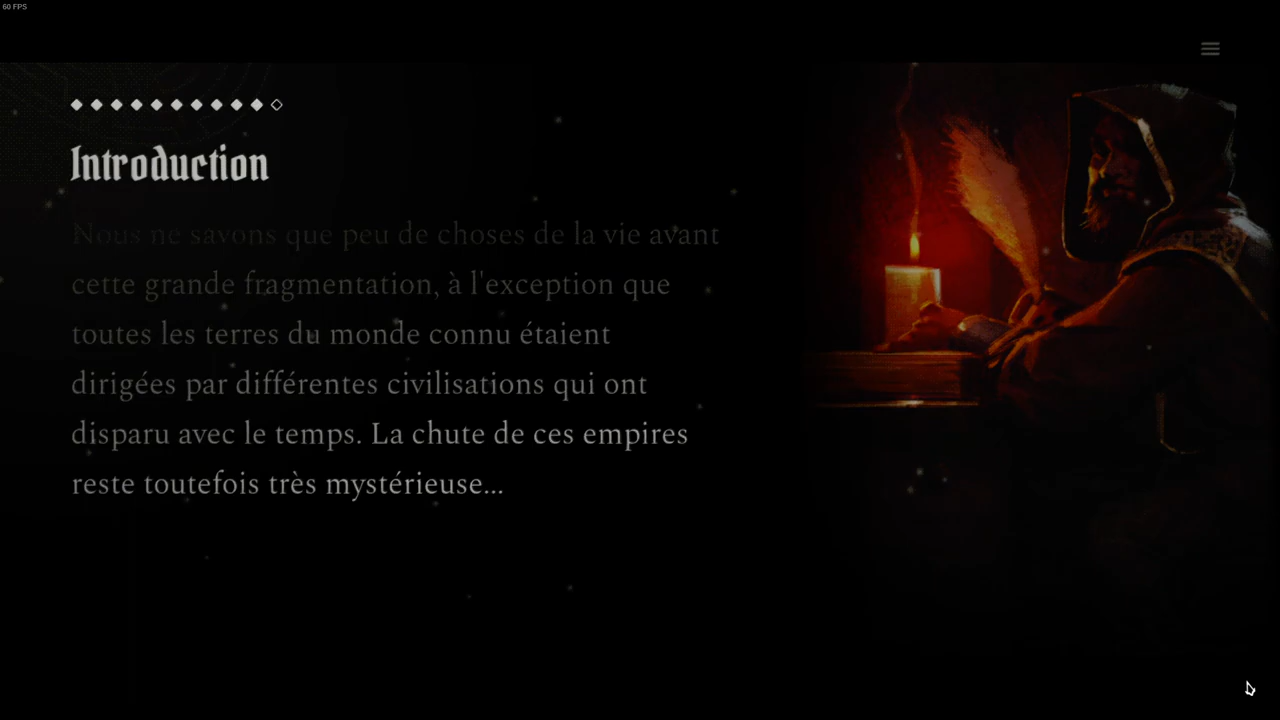 60 FPS
Introduction
Nous ne savons que peu de choses de la vie avant
cette grande fragmentation, à l'exception que
toutes les terres du monde connu étaient
dirigées par différentes civilisations qui ont
disparu avec le temps. La chute de ces empires
reste toutefois très mystérieuse...